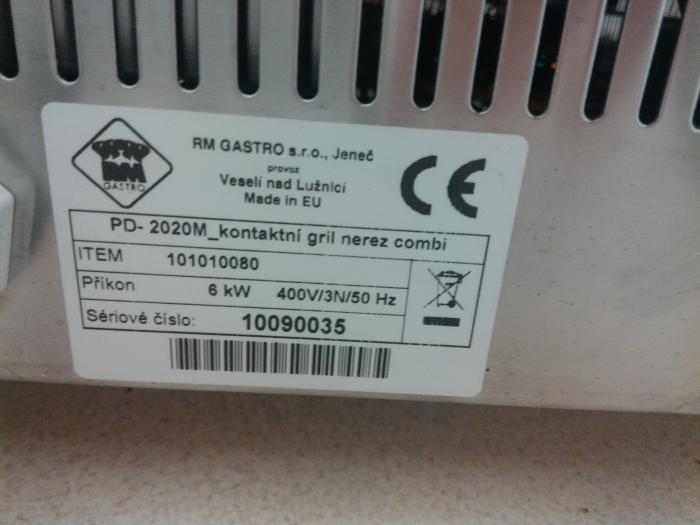 RM
GASTRO
RM GASTRO s.r.o., Jeneč
provoz
Veselí nad Lužnicí
Made in EU
CE
PD- 2020M_kontaktní gril nerez combi
ITEM 101010080
Příkon 6 kW 400V/3N/50 Hz
Sériové číslo: 10090035